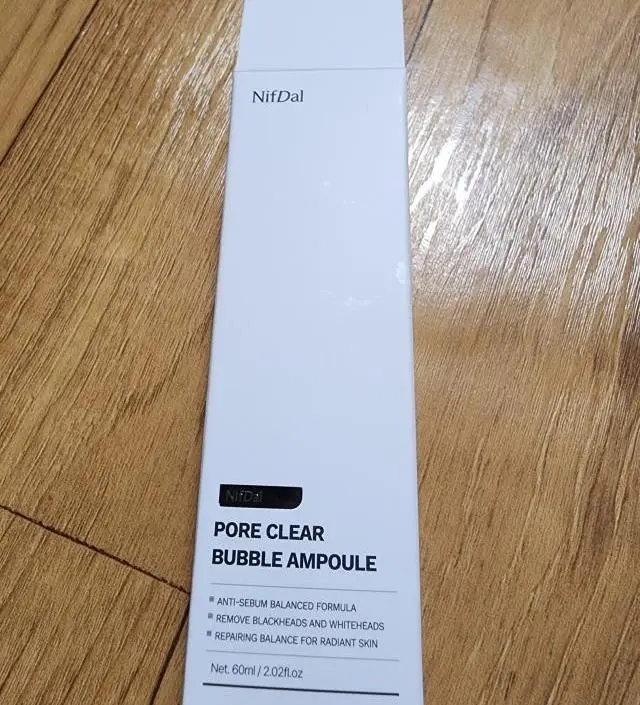 NifDal
NifDal
PORE CLEAR
BUBBLE AMPOULE
ANTI-SEBUM BALANCED FORMULA
REMOVE BLACKHEADS AND WHITEHEADS
REPAIRING BALANCE FOR RADIANT SKIN
Net. 60ml / 2.02fl.oz